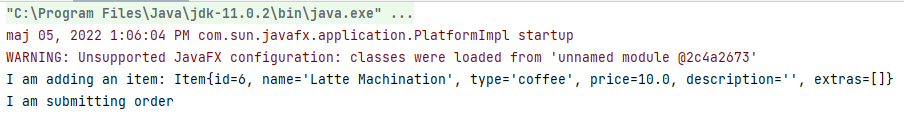 "C:\Program Files\Java\jdk-11.0.2\bin\java.exe" ...
maj 05, 2022 1:06:04 PM com.sun.javafx.application.PlatformImpl startup
WARNING: Unsupported JavaFX configuration: classes were loaded from 'unnamed module @2c4a2673'
I am adding an item: Item{id=6, name='Latte Machination', type='coffee', price=10.0, description='', extras=[]}
I am submitting order